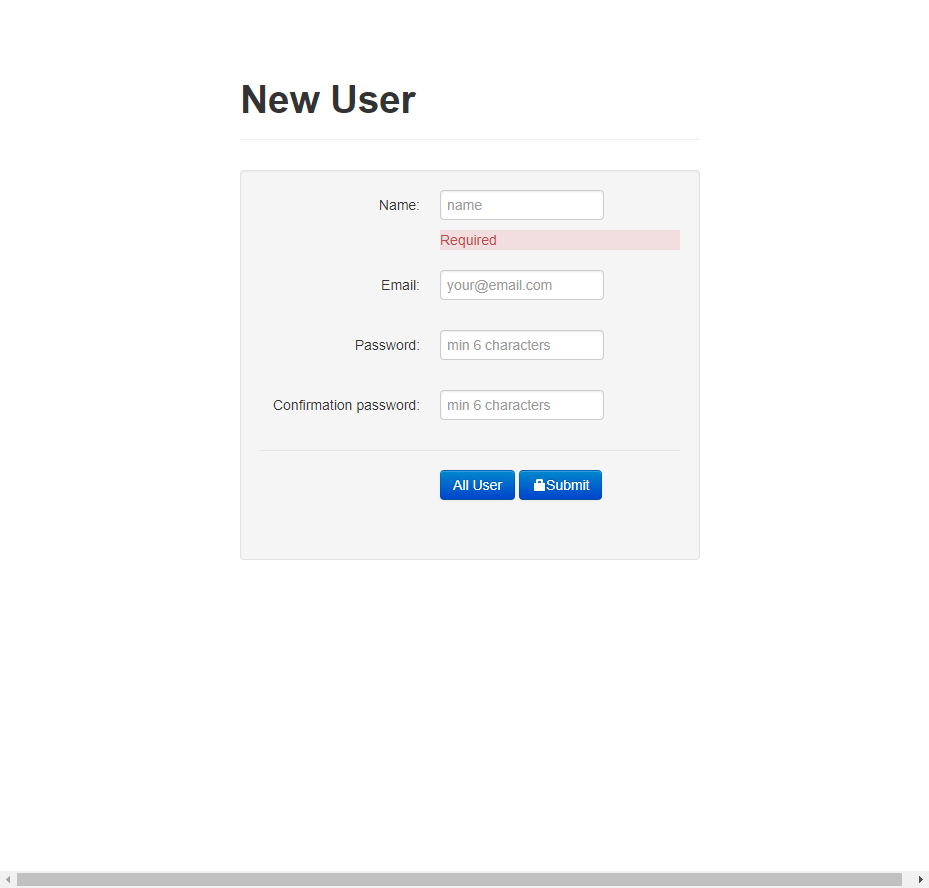 New User
Name: name
Required
Email: your@email.com
Password: min 6 characters
Confirmation password: min 6 characters
All User Submit